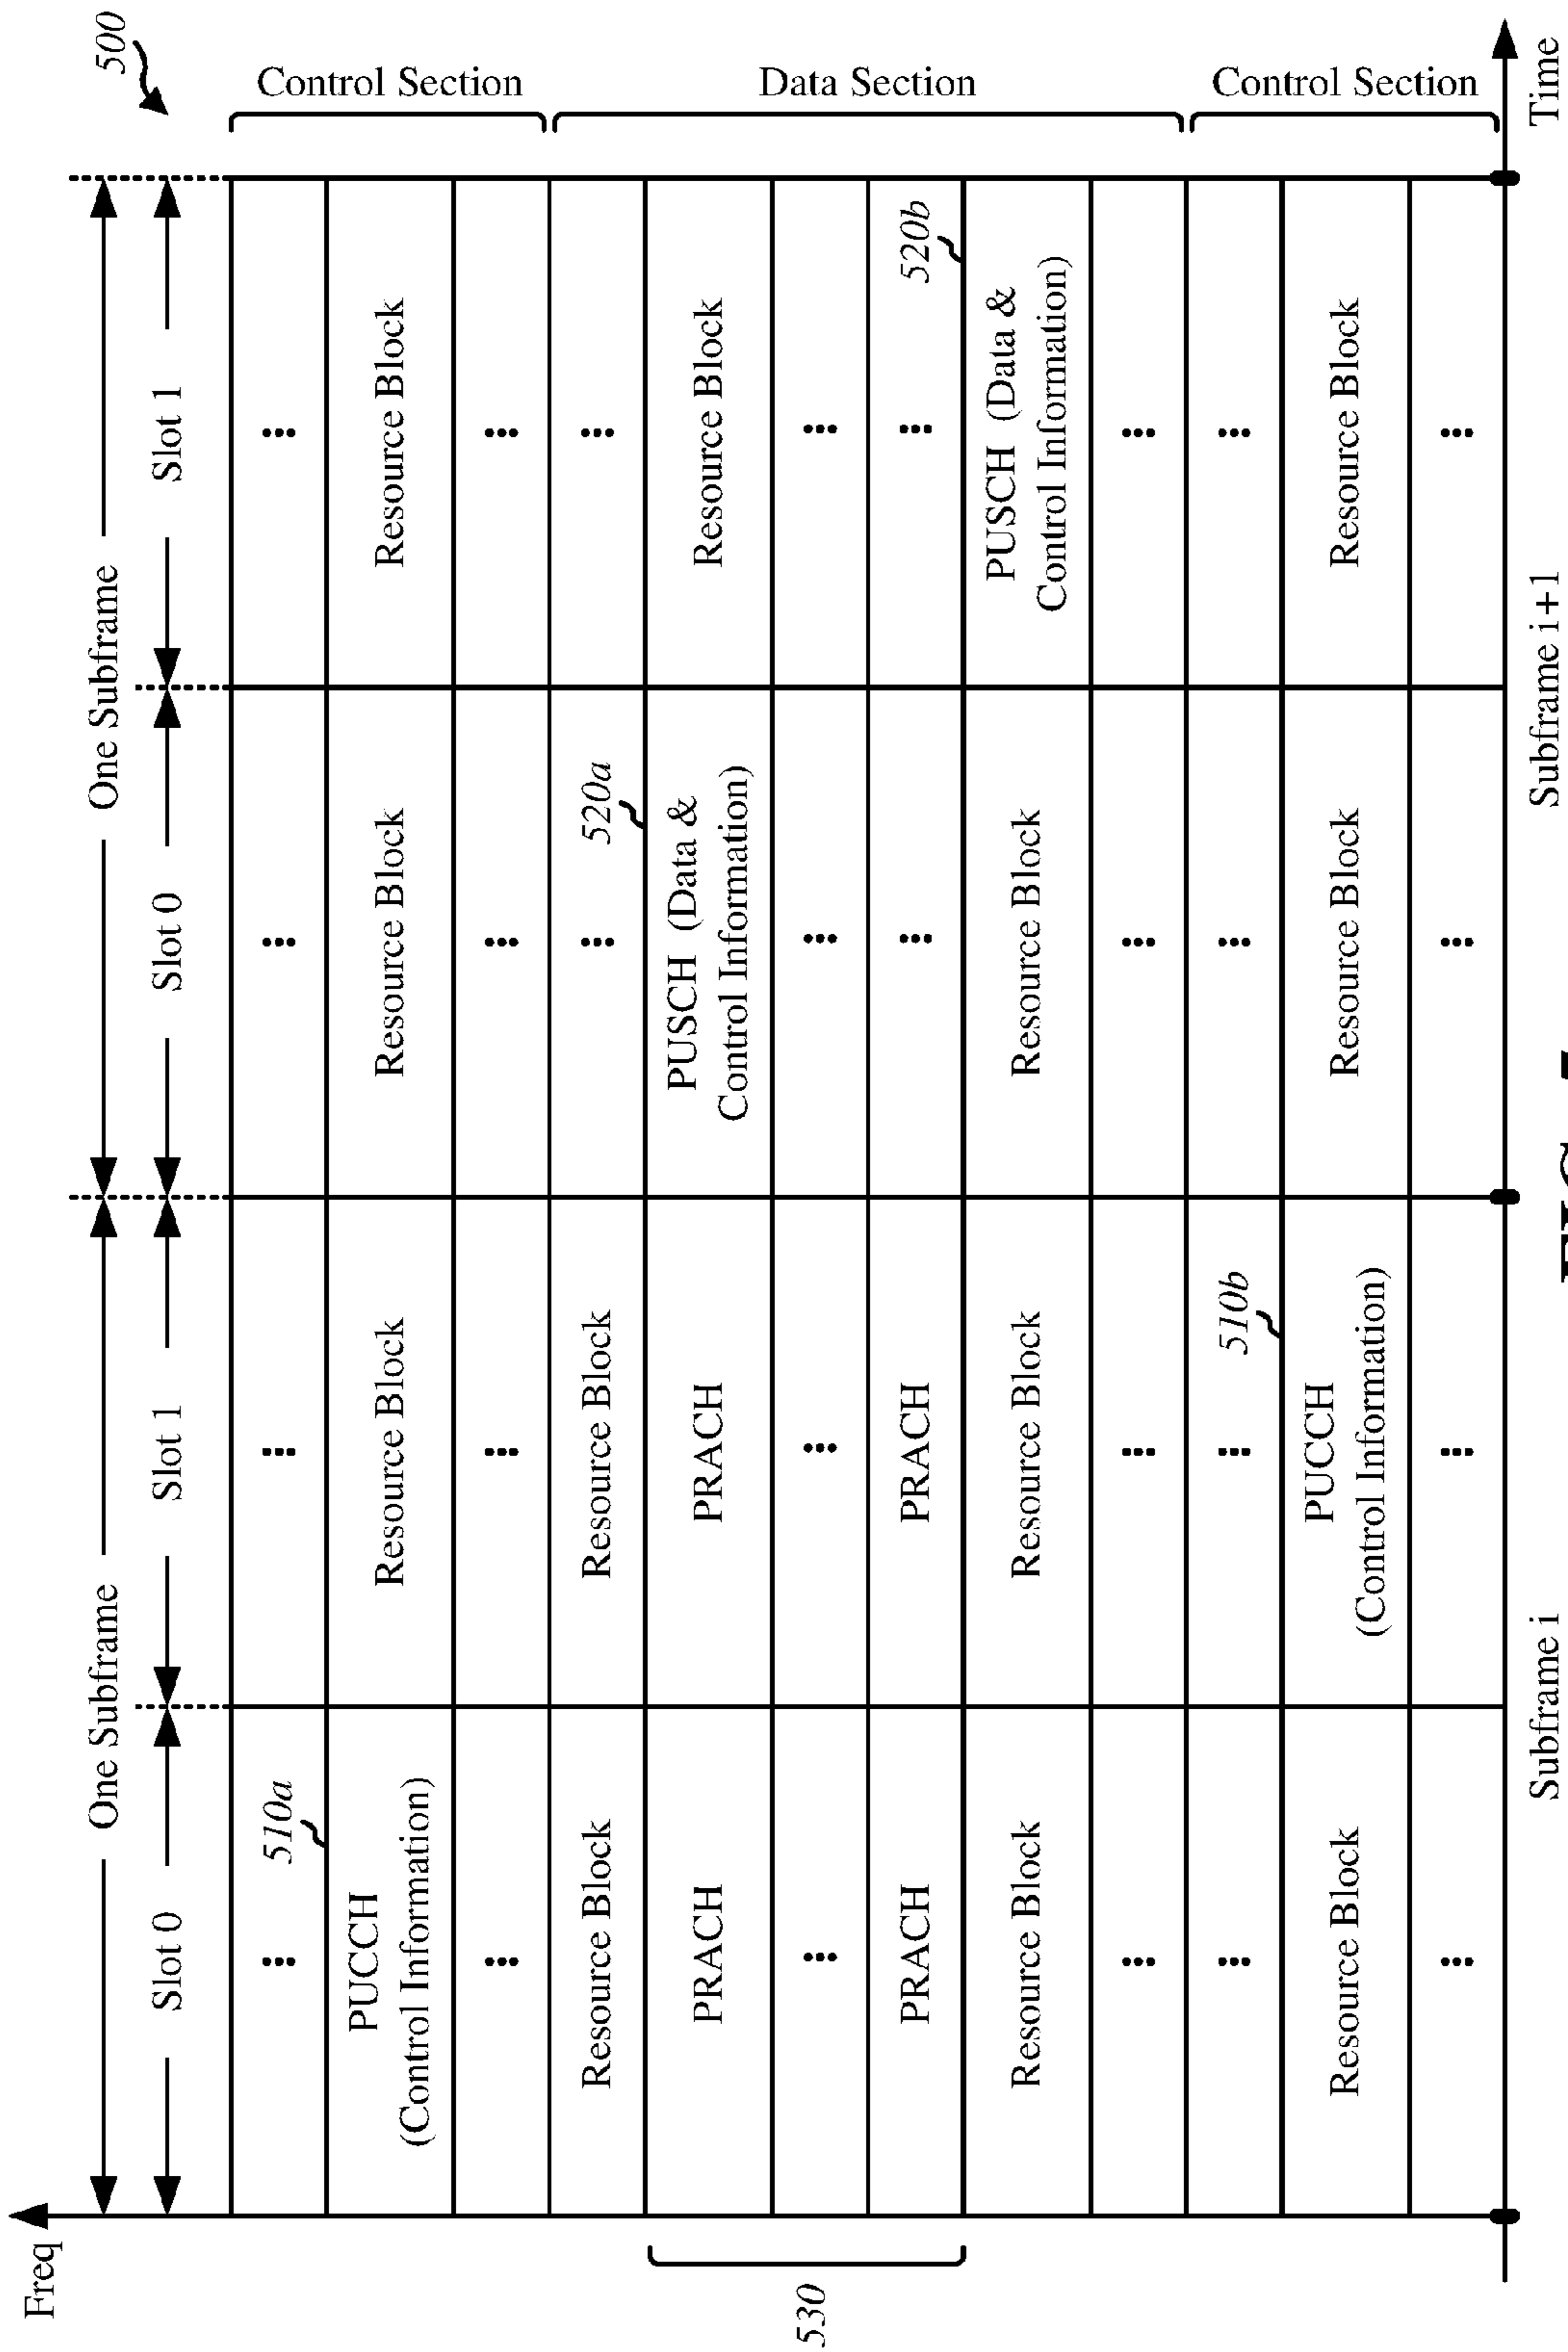 Freq
One Subframe
One Subframe
500
Slot 0
Slot 1
Slot 0
Slot 1
510a
PUCCH
(Control Information)
Resource Block
Resource Block
Resource Block
Control Section
Resource Block
Resource Block
520a
PRACH
PRACH
PUSCH (Data &
Control Information)
Resource Block
530
Data Section
PRACH
PRACH
520b
Resource Block
Resource Block
Resource Block
PUSCH (Data &
Control Information)
510b
Resource Block
PUCCH
(Control Information)
Resource Block
Resource Block
Control Section
Subframe i
Subframe i+1
Time